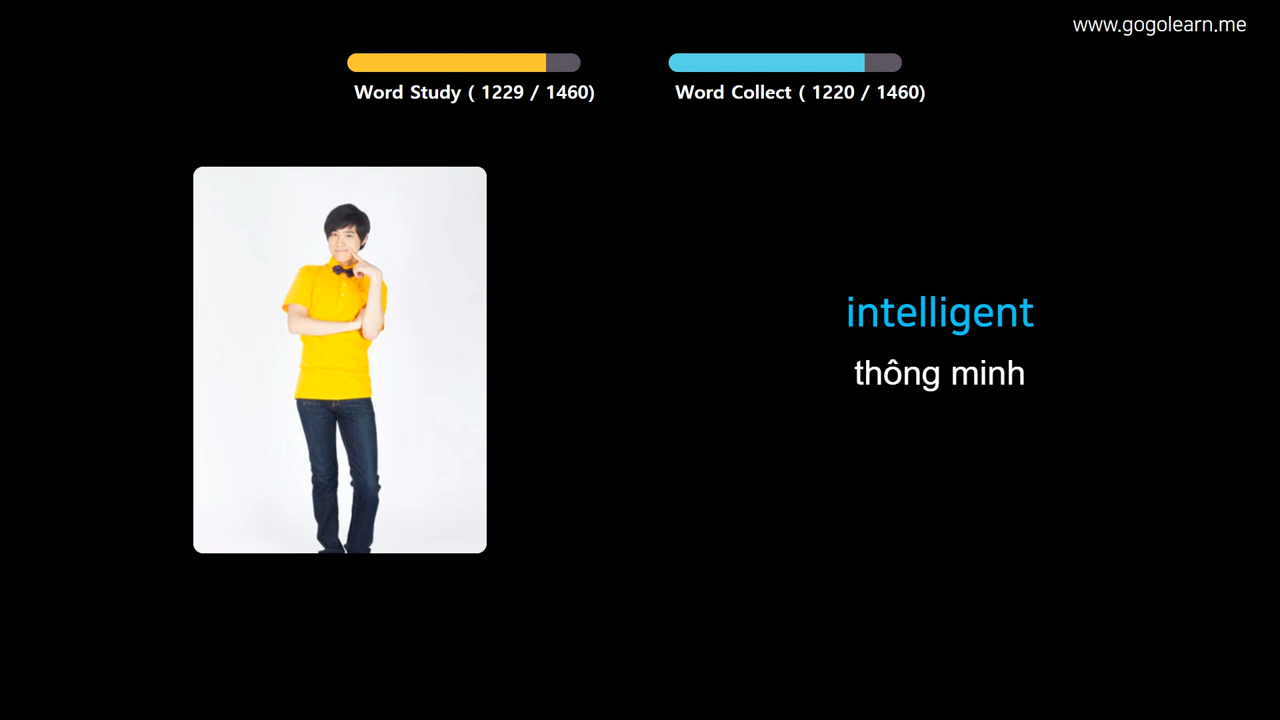 www.gogolearn.me
Word Study ( 1229 / 1460)
Word Collect ( 1220 / 1460)
intelligent
thông minh